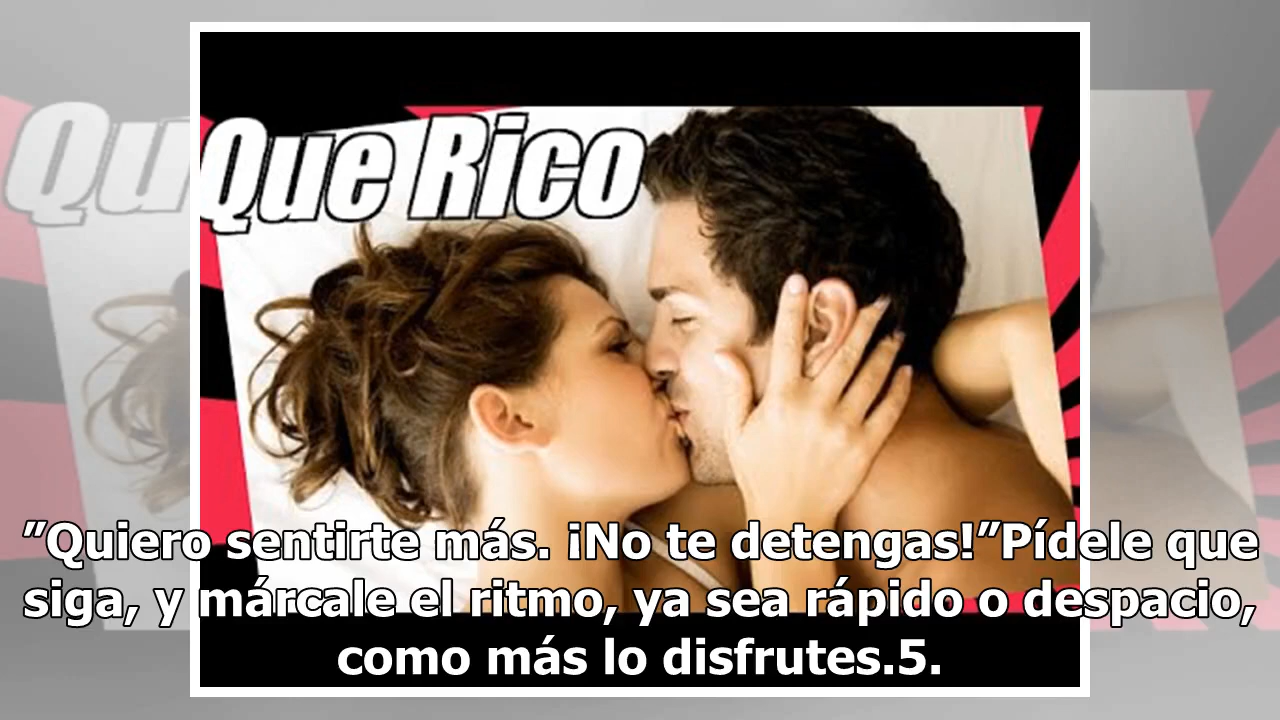 Que Rico
Qu
”Quiero sentirte más. ¡No te detengas!”Pídele que
siga, y márcale el ritmo, ya sea rápido o despacio,
como más lo disfrutes.5.